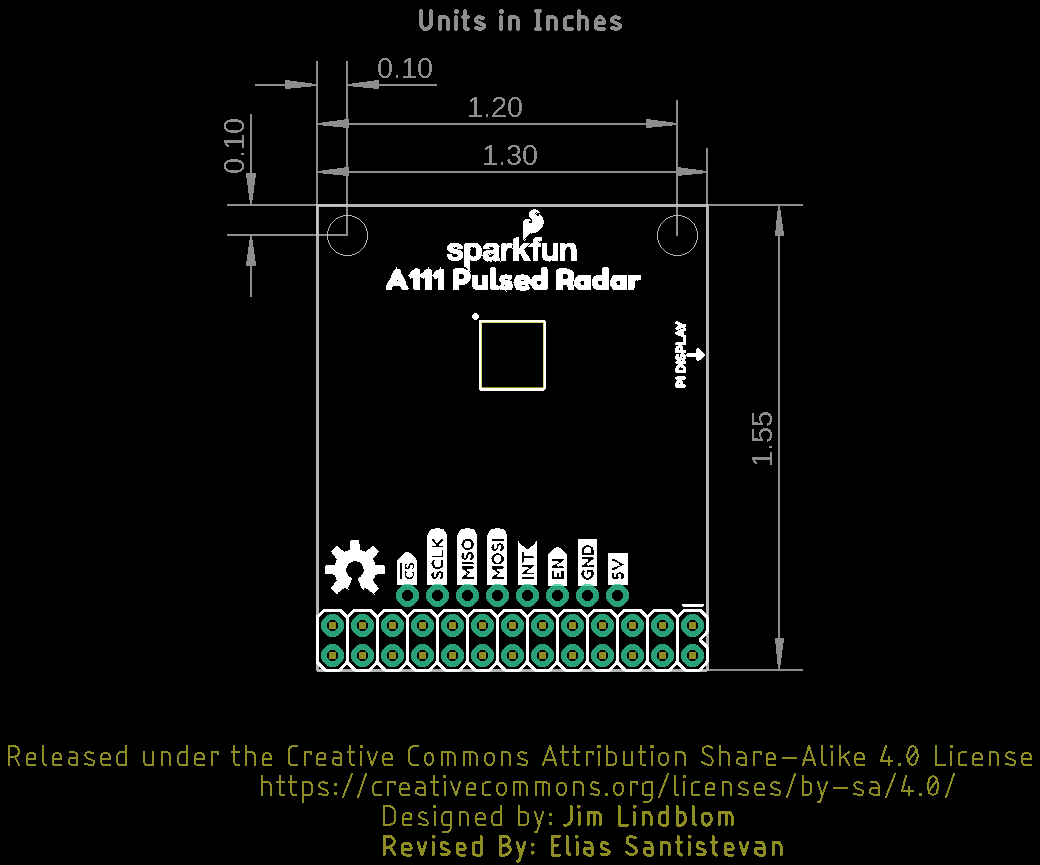 Units in Inches
0.10
1.20
0.10
1.30
sparkfun
A111 Pulsed Radar
PI DISPLAY
1.55
CS
SCLK
MISO
MOSI
INT
EN
GND
5V
Released under the Creative Commons Attribution Share-Alike 4.0 License
https://creativecommons.org/licenses/by-sa/4.0/
Designed by: Jim Lindblom
Revised By: Elias Santistevan